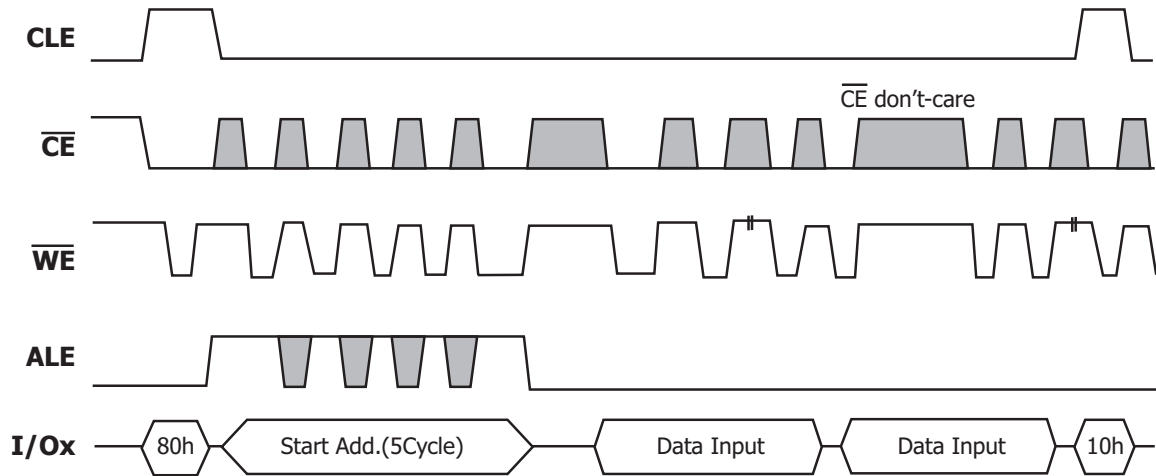 CLE
CE don't-care
CE
WE
ALE
I/Ox 80h Start Add.(5Cycle) Data Input Data Input 10h